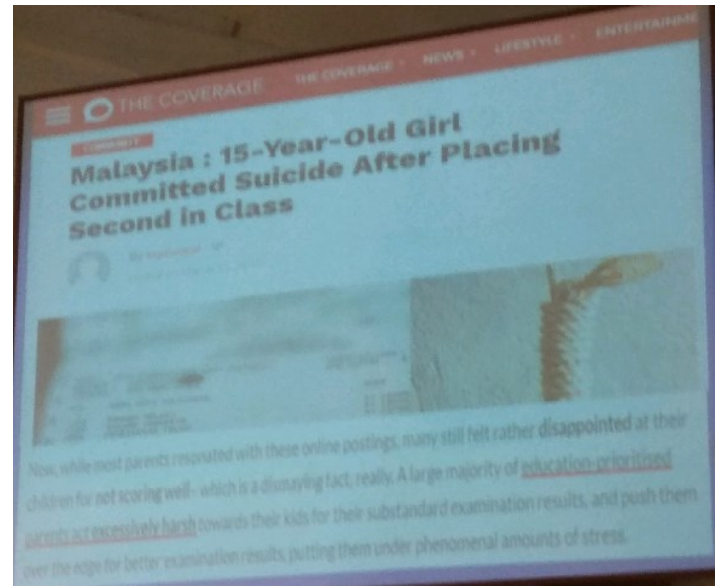 THE COVERAGE THE COVERAGE NEWS LIFESTYLE ENTERTAINME
COMMUNITY
Malaysia : 15-Year-Old Girl
Committed Suicide After Placing
Second in Class
By
Now, while most parents resonated with these online postings, many still felt rather disappointed at their
children for not scoring well - which is a dismaying fact, really. A large majority of education-prioritised
parents act excessively harsh towards their kids for their substandard examination results, and push them
over the edge for better examination results, putting them under phenomenal amounts of stress.